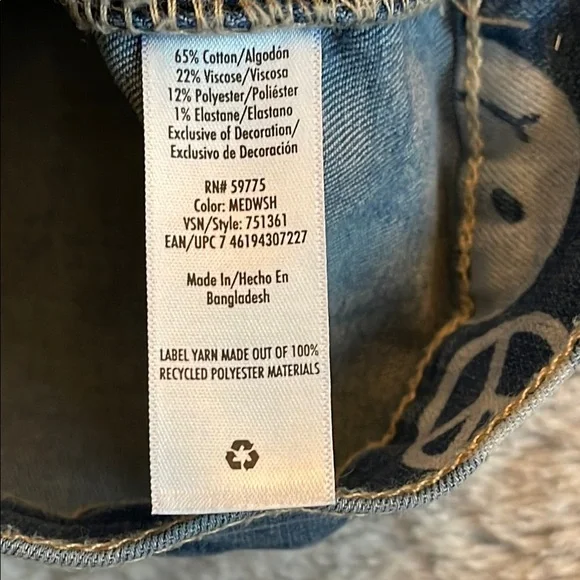 65% Cotton/Algodón
22% Viscose/Viscosa
12% Polyester/Poliéster
1% Elastane/Elastano
Exclusive of Decoration/
Exclusivo de Decoración
RN# 59775
Color: MEDWSH
VSN/Style: 751361
EAN/UPC 7 46194307227
Made In/Hecho En
Bangladesh
LABEL YARN MADE OUT OF 100%
RECYCLED POLYESTER MATERIALS